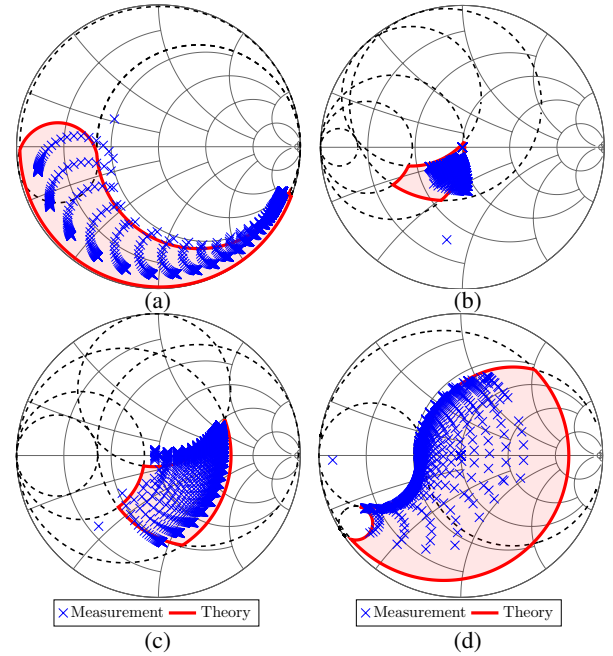 (a) (b)
× Measurement Theory × Measurement Theory
(c) (d)